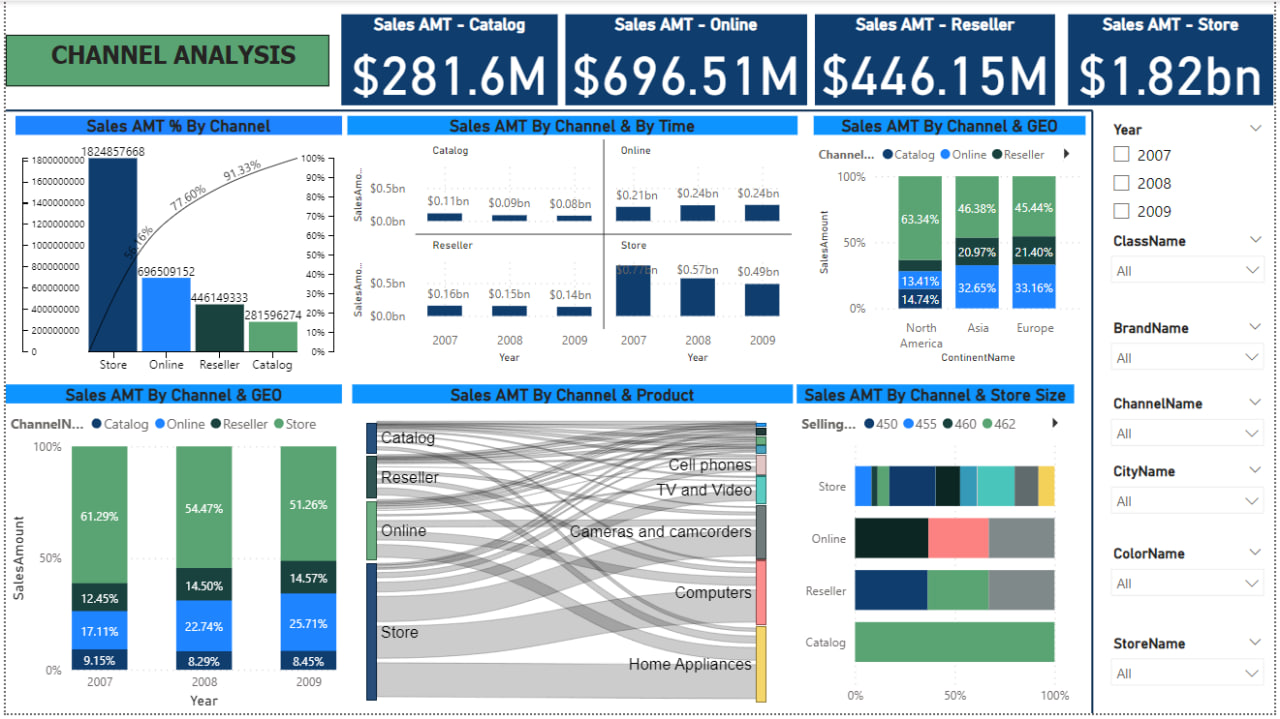 CHANNEL ANALYSIS
Sales AMT - Catalog
$281.6M
Sales AMT - Online
$696.51M
Sales AMT - Reseller
$446.15M
Sales AMT - Store
$1.82bn
Sales AMT % By Channel
1824857668
1800000000
1600000000
1400000000
1200000000
1000000000
800000000
600000000
400000000
200000000
0
696509152
446149333
281596274
56.16%
77.60%
91.33%
100%
90%
80%
70%
60%
50%
40%
30%
20%
10%
0%
Store
Online
Reseller
Catalog
Sales AMT By Channel & By Time
Catalog
Online
SalesAmo...
$0.5bn
$0.0bn
$0.11bn
$0.09bn
$0.08bn
$0.21bn
$0.24bn
$0.24bn
Reseller
Store
SalesAmo...
$0.5bn
$0.0bn
$0.16bn
$0.15bn
$0.14bn
$0.77bn
$0.57bn
$0.49bn
2007
2008
2009
2007
2008
2009
Year
Year
Sales AMT By Channel & GEO
Channel...
Catalog
Online
Reseller
SalesAmount
100%
50%
0%
63.34%
13.41%
14.74%
46.38%
20.97%
32.65%
45.44%
21.40%
33.16%
North America
Asia
Europe
ContinentName
Year
2007
2008
2009
ClassName
All
BrandName
All
ChannelName
All
CityName
All
ColorName
All
StoreName
All
Sales AMT By Channel & GEO
ChannelN...
Catalog
Online
Reseller
Store
SalesAmount
100%
50%
0%
61.29%
12.45%
17.11%
9.15%
54.47%
14.50%
22.74%
8.29%
51.26%
14.57%
25.71%
8.45%
2007
2008
2009
Year
Sales AMT By Channel & Product
Catalog
Reseller
Online
Store
Cell phones
TV and Video
Cameras and camcorders
Computers
Home Appliances
Sales AMT By Channel & Store Size
Selling...
450
455
460
462
Store
Online
Reseller
Catalog
0%
50%
100%